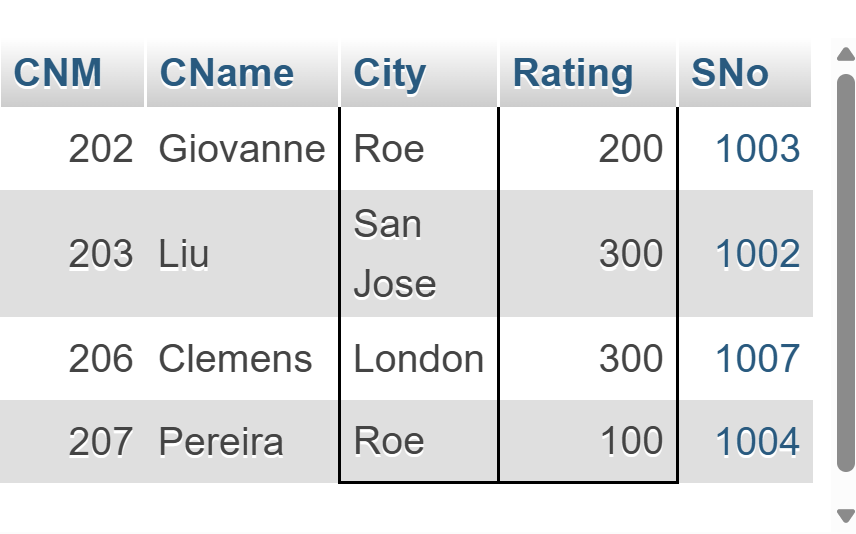 CNM CName City Rating SNo
202 Giovanne Roe 200 1003
203 Liu San Jose 300 1002
206 Clemens London 300 1007
207 Pereira Roe 100 1004